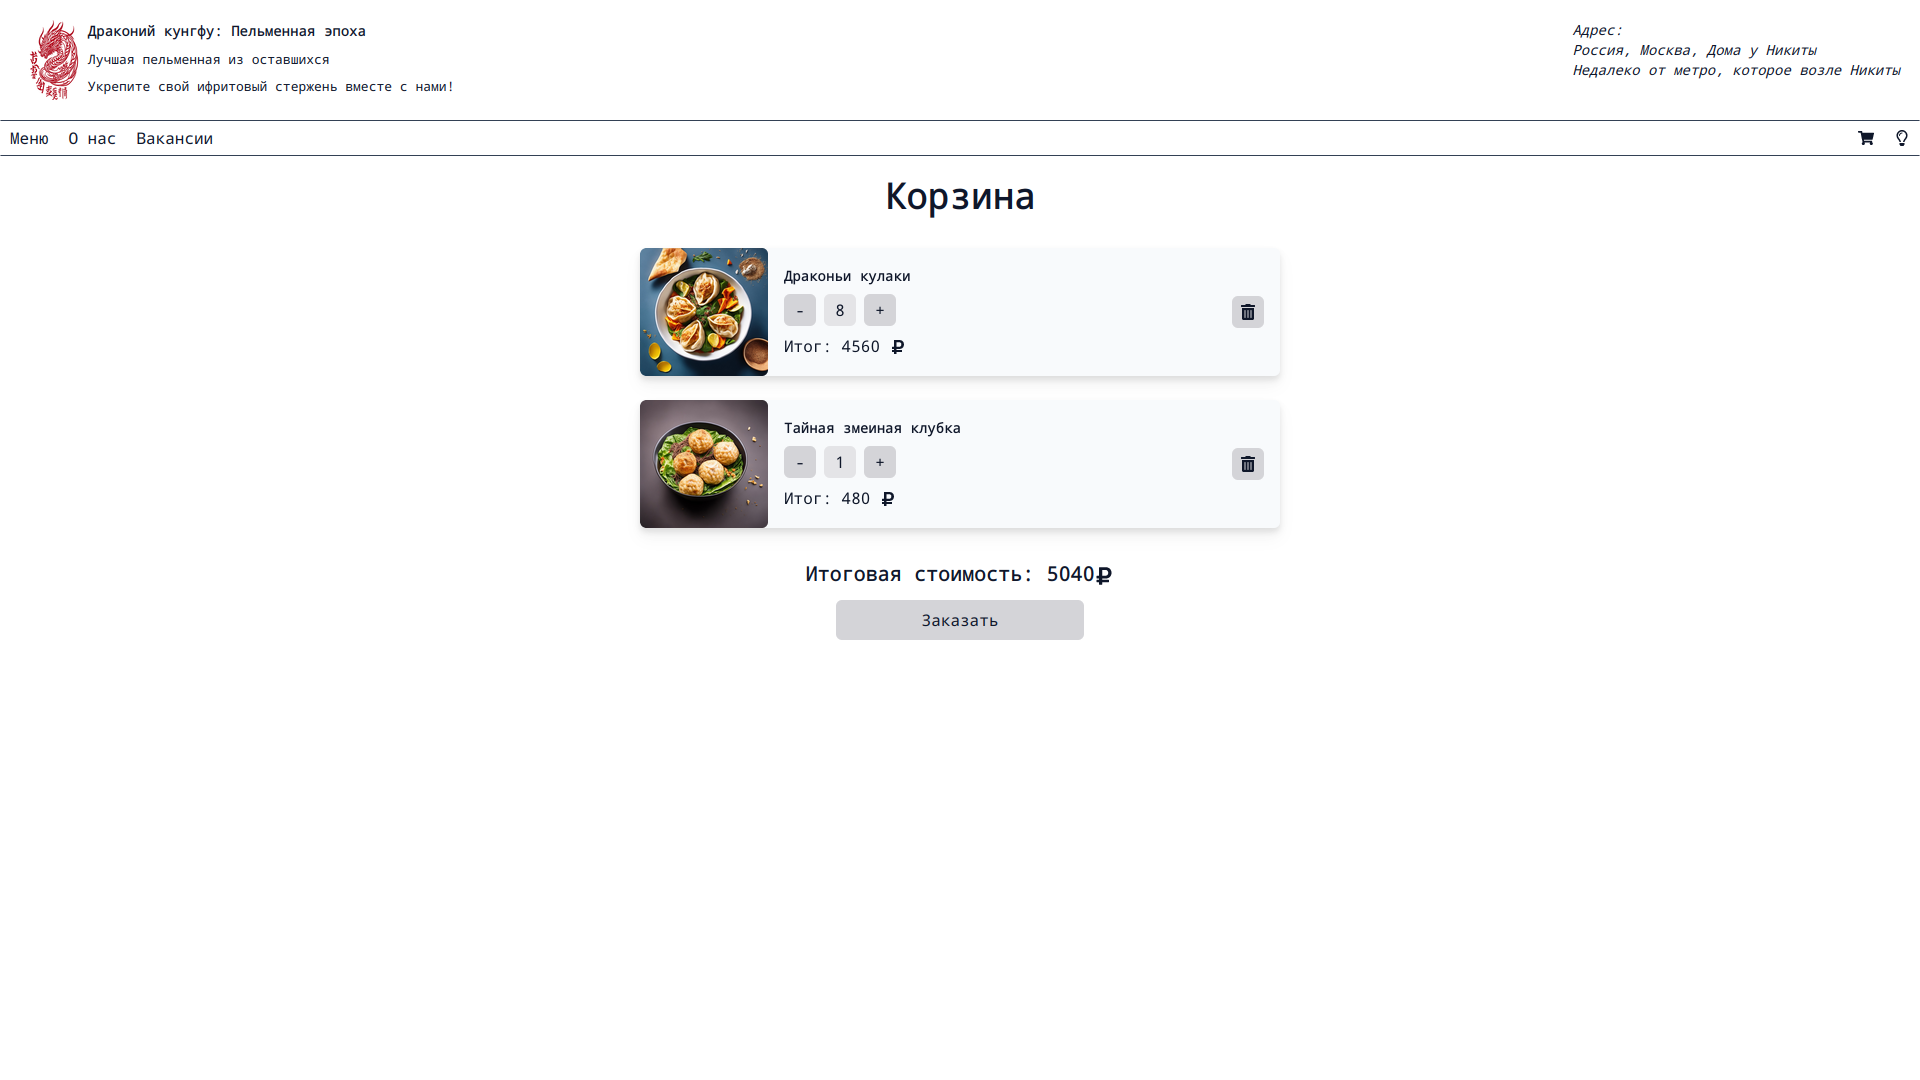 Драконий кунгфу: Пельменная эпоха
Лучшая пельменная из оставшихся
Укрепите свой ифритовый стержень вместе с нами!
Адрес:
Россия, Москва, Дома у Никиты
Недалеко от метро, которое возле Никиты
Меню О нас Вакансии
Корзина
Драконьи кулаки
- 8 +
Итог: 4560 ₽
Тайная змеиная клубка
- 1 +
Итог: 480 ₽
Итоговая стоимость: 5040₽
Заказать